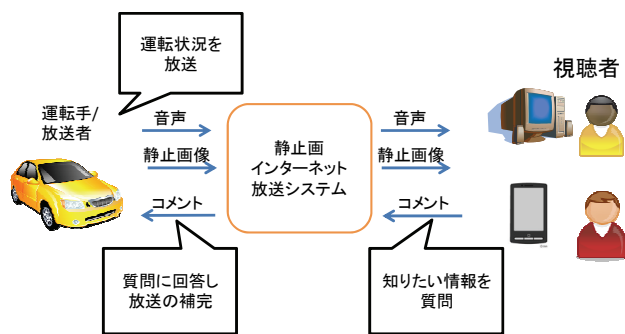 運転状況を
放送
運転手/
放送者
音声
静止画像
コメント
静止画
インターネット
放送システム
音声
静止画像
コメント
視聴者
質問に回答し
放送の補完
知りたい情報を
質問